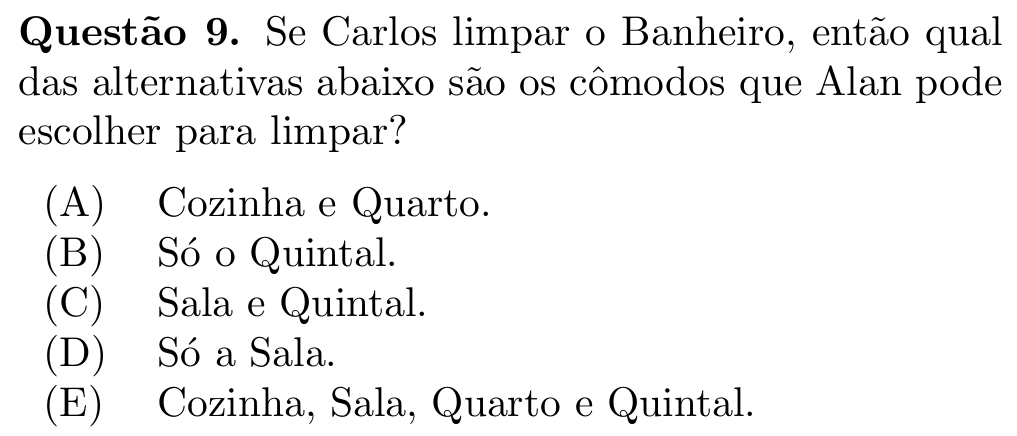 Questão 9. Se Carlos limpar o Banheiro, então qual
das alternativas abaixo são os cômodos que Alan pode
escolher para limpar?
(A) Cozinha e Quarto.
(B) Só o Quintal.
(C) Sala e Quintal.
(D) Só a Sala.
(E) Cozinha, Sala, Quarto e Quintal.